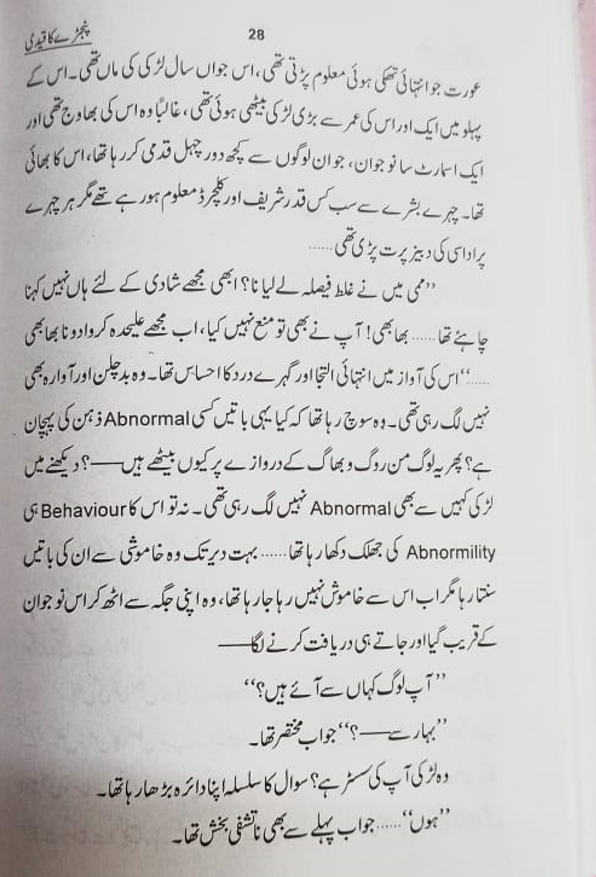 پنجڑے کا قیدی
28
عورت جو انتہائی تھکی ہوئی معلوم پڑتی تھی، اس جواں سال لڑکی کی ماں تھی۔ اس کے
پہلو میں ایک اور اس کی عمر سے بڑی لڑکی بیٹھی ہوئی تھی، غالباً وہ اس کی بھاوج تھی اور
ایک اسمارٹ سا نوجوان، جو ان لوگوں سے کچھ دور چہل قدمی کر رہا تھا، اس کا بھائی
تھا۔ چہرے بشرے سے سب کس قدر شریف اور کلچرڈ معلوم ہو رہے تھے مگر ہر چہرے
پر اداسی کی دبیز پرت پڑی تھی ......
”ممی میں نے غلط فیصلہ لے لیا نا؟ ابھی مجھے شادی کے لئے ہاں نہیں کہنا
چاہئے تھا ...... بھابھی! آپ نے بھی تو منع نہیں کیا، اب مجھے علیحدہ کروا دو نا بھابھی
......“ اس کی آواز میں انتہائی التجا اور گہرے درد کا احساس تھا۔ وہ بدچلن اور آوارہ بھی
نہیں لگ رہی تھی۔ وہ سوچ رہا تھا کہ کیا یہی باتیں کسی Abnormal ذہن کی پہچان
ہے؟ پھر یہ لوگ من روگ وبھاگ کے دروازے پر کیوں بیٹھے ہیں——؟ دیکھنے میں
لڑکی کہیں سے بھی Abnormal نہیں لگ رہی تھی۔ نہ تو اس کا Behaviour ہی
Abnormility کی جھلک دکھا رہا تھا ...... بہت دیر تک وہ خاموشی سے ان کی باتیں
سنتا رہا مگر اب اس سے خاموش نہیں رہا جا رہا تھا، وہ اپنی جگہ سے اٹھ کر اس نوجوان
کے قریب گیا اور جاتے ہی دریافت کرنے لگا——
”آپ لوگ کہاں سے آئے ہیں؟“
”بہار سے——؟“ جواب مختصر تھا۔
وہ لڑکی آپ کی سسٹر ہے؟ سوال کا سلسلہ اپنا دائرہ بڑھا رہا تھا۔
”ہوں“ ...... جواب پہلے سے بھی ناتشفی بخش تھا۔